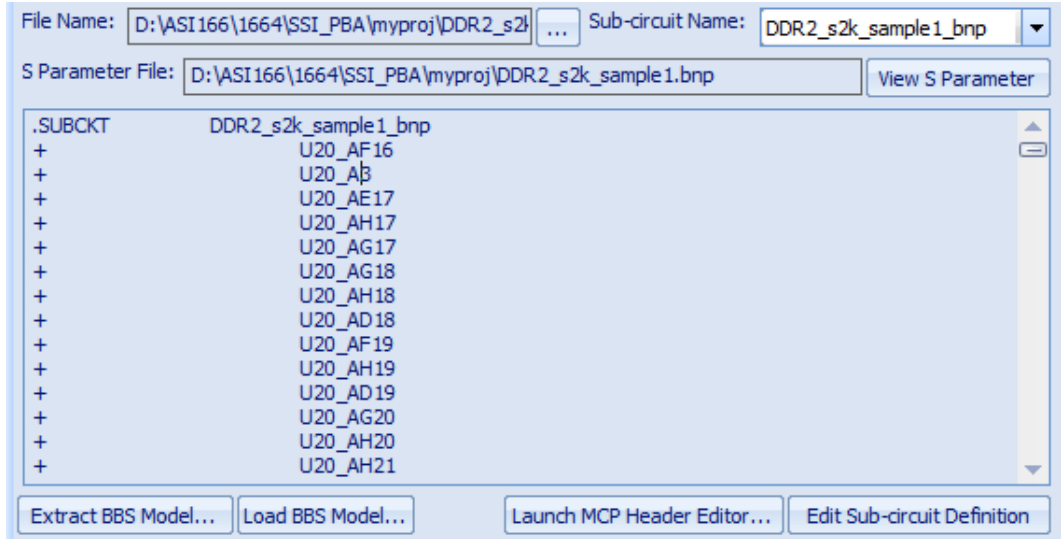 File Name: D:\ASI166\1664\SSI_PBA\myproj\DDR2_s2k ... Sub-circuit Name: DDR2_s2k_sample1_bnp
S Parameter File: D:\ASI166\1664\SSI_PBA\myproj\DDR2_s2k_sample1.bnp View S Parameter
.SUBCKT DDR2_s2k_sample1_bnp
+ U20_AF16
+ U20_A3
+ U20_AE17
+ U20_AH17
+ U20_AG17
+ U20_AG18
+ U20_AH18
+ U20_AD18
+ U20_AF19
+ U20_AH19
+ U20_AD19
+ U20_AG20
+ U20_AH20
+ U20_AH21
Extract BBS Model... Load BBS Model... Launch MCP Header Editor... Edit Sub-circuit Definition